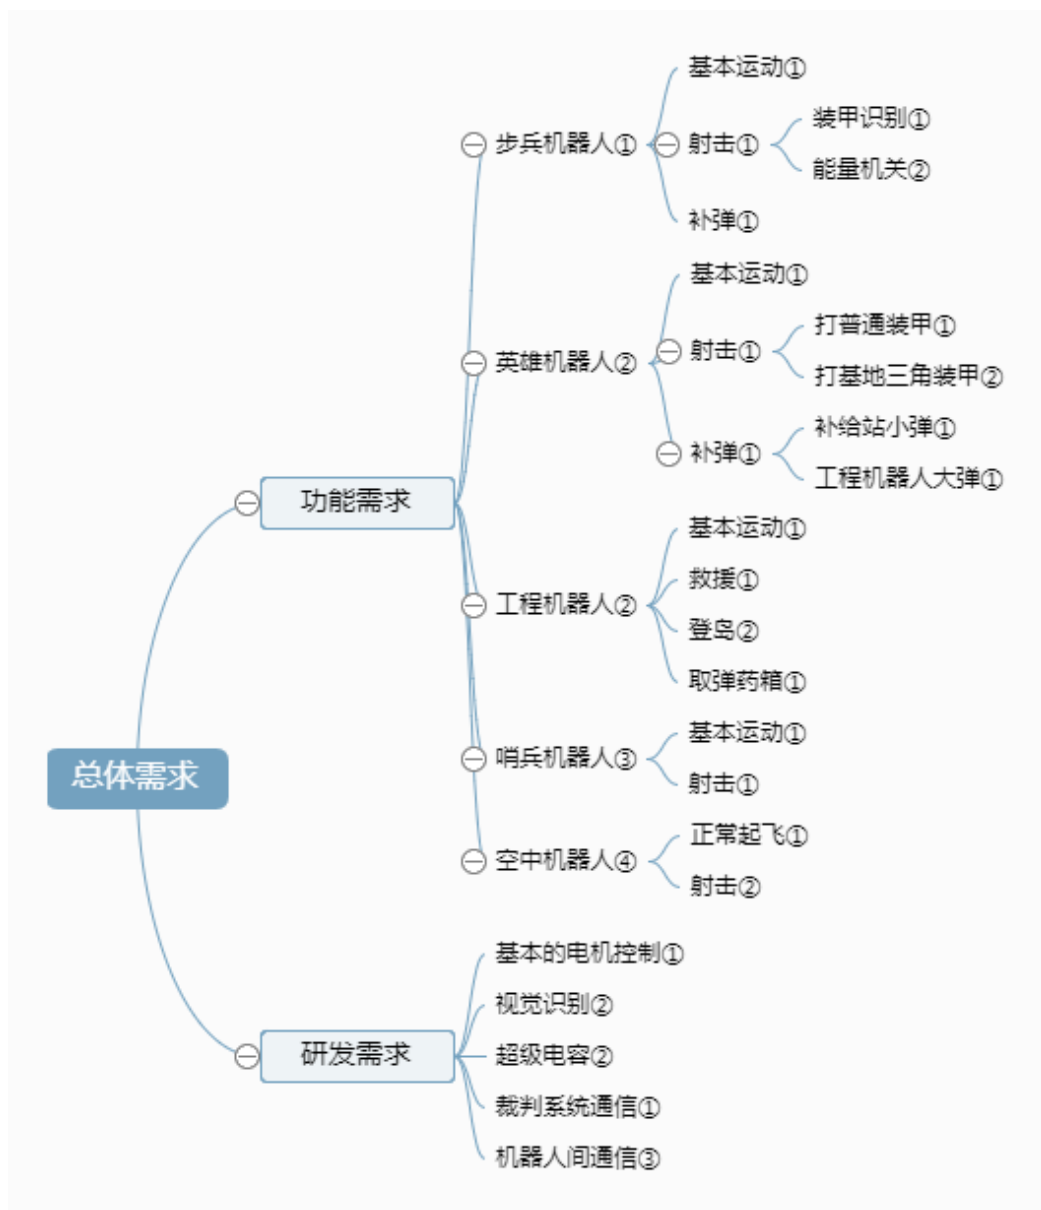 总体需求
功能需求
步兵机器人①
基本运动①
射击①
装甲识别①
能量机关②
补弹①
英雄机器人②
基本运动①
射击①
打普通装甲①
打基地三角装甲②
补弹①
补给站小弹①
工程机器人大弹①
工程机器人②
基本运动①
救援①
登岛②
取弹药箱①
哨兵机器人③
基本运动①
射击①
空中机器人④
正常起飞①
射击②
研发需求
基本的电机控制①
视觉识别②
超级电容②
裁判系统通信①
机器人间通信③